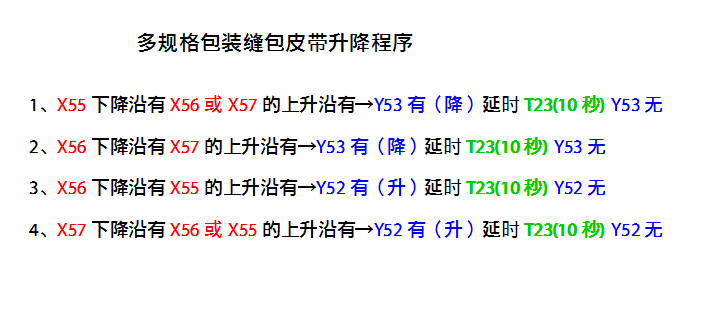 多规格包装缝包皮带升降程序
1、X55 下降沿有 X56 或 X57 的上升沿有→Y53 有（降）延时 T23(10 秒) Y53 无
2、X56 下降沿有 X57 的上升沿有→Y53 有（降）延时 T23(10 秒) Y53 无
3、X56 下降沿有 X55 的上升沿有→Y52 有（升）延时 T23(10 秒) Y52 无
4、X57 下降沿有 X56 或 X55 的上升沿有→Y52 有（升）延时 T23(10 秒) Y52 无